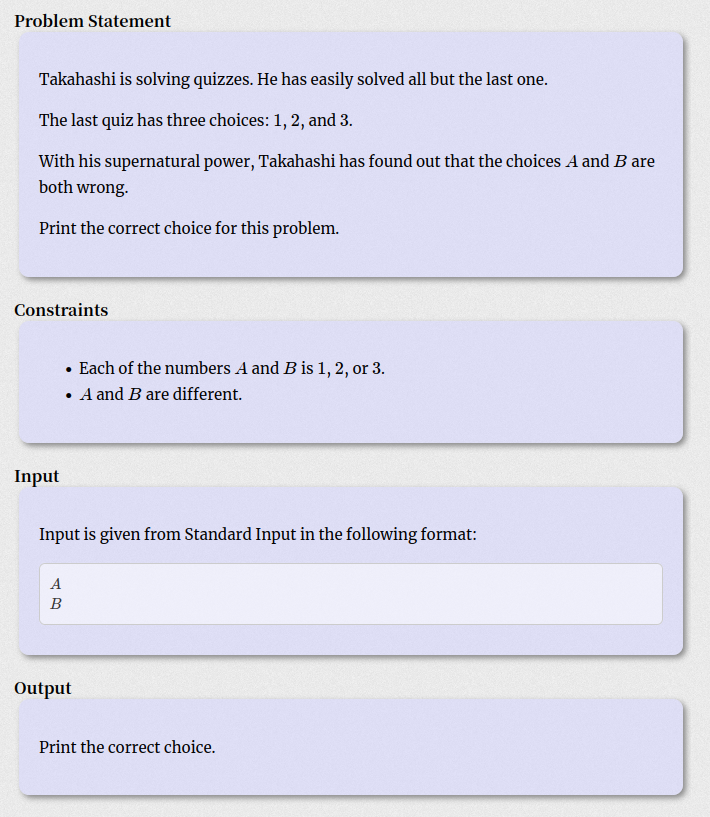 Problem Statement
Takahashi is solving quizzes. He has easily solved all but the last one.
The last quiz has three choices: 1, 2, and 3.
With his supernatural power, Takahashi has found out that the choices A and B are
both wrong.
Print the correct choice for this problem.
Constraints
• Each of the numbers A and B is 1, 2, or 3.
• A and B are different.
Input
Input is given from Standard Input in the following format:
A
B
Output
Print the correct choice.